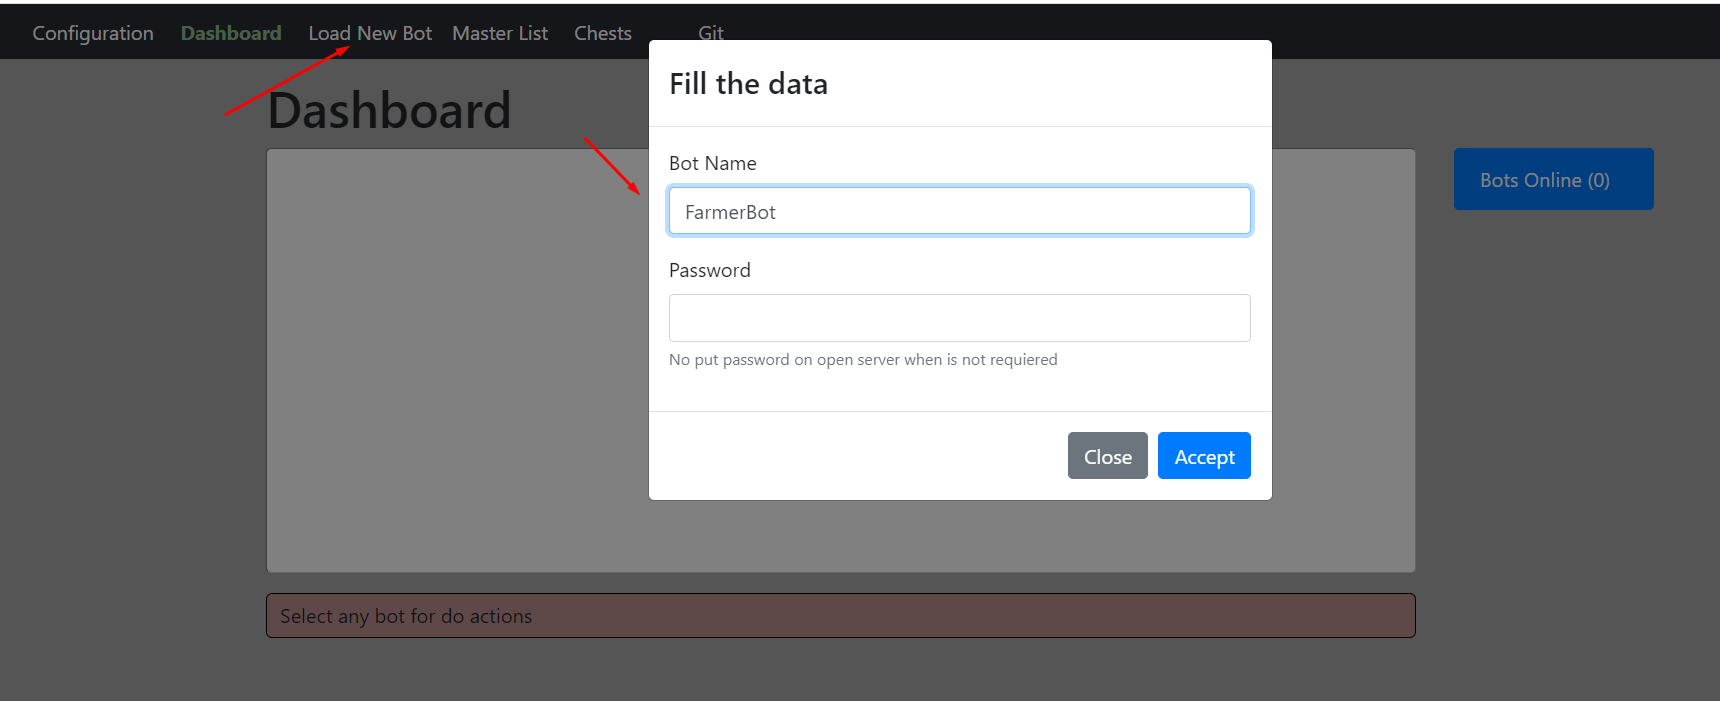 Configuration Dashboard Load New Bot Master List Chests Git
Dashboard
Fill the data
Bot Name
FarmerBot
Password
No put password on open server when is not requiered
Close Accept
Bots Online (0)
Select any bot for do actions